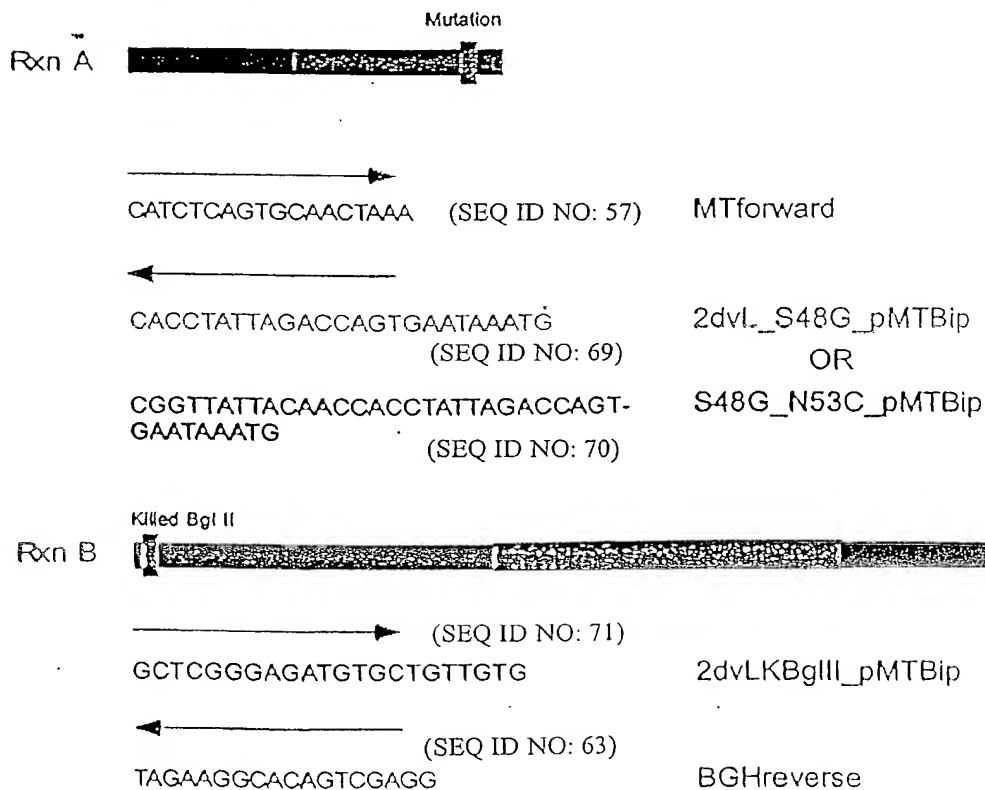 Mutation
Rxn A
CATCTCAGTGCAACTAAA (SEQ ID NO: 57) MTforward
CACCTATTAGACCAGTGAATAAATG 2dvL_S48G_pMTBip
(SEQ ID NO: 69) OR
CGGTTATTACAACCACCTATTAGACCAGT- S48G_N53C_pMTBip
GAATAAATG (SEQ ID NO: 70)
Killed Bgl II
Rxn B
(SEQ ID NO: 71)
GCTCGGGAGATGTGCTGTTGTG 2dvLKBglII_pMTBip
(SEQ ID NO: 63)
TAGAAGGCACAGTCGAGG BGHreverse